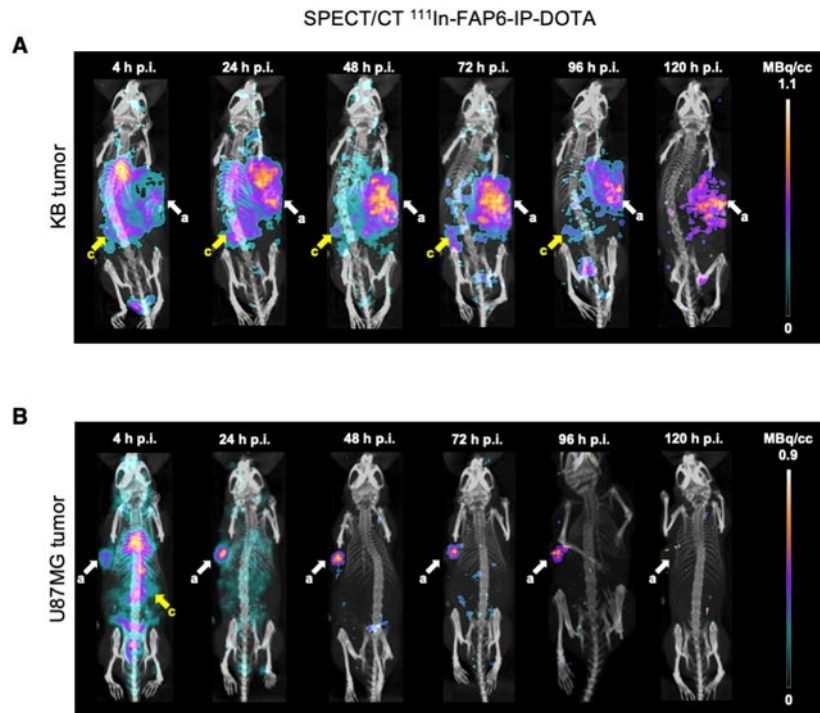 SPECT/CT ¹¹¹In-FAP6-IP-DOTA
A
4 h p.i. 24 h p.i. 48 h p.i. 72 h p.i. 96 h p.i. 120 h p.i. MBq/cc
1.1
KB tumor
a a a a a a
c c c c c
0
B
4 h p.i. 24 h p.i. 48 h p.i. 72 h p.i. 96 h p.i. 120 h p.i. MBq/cc
0.9
U87MG tumor
a a a a a a
c
0